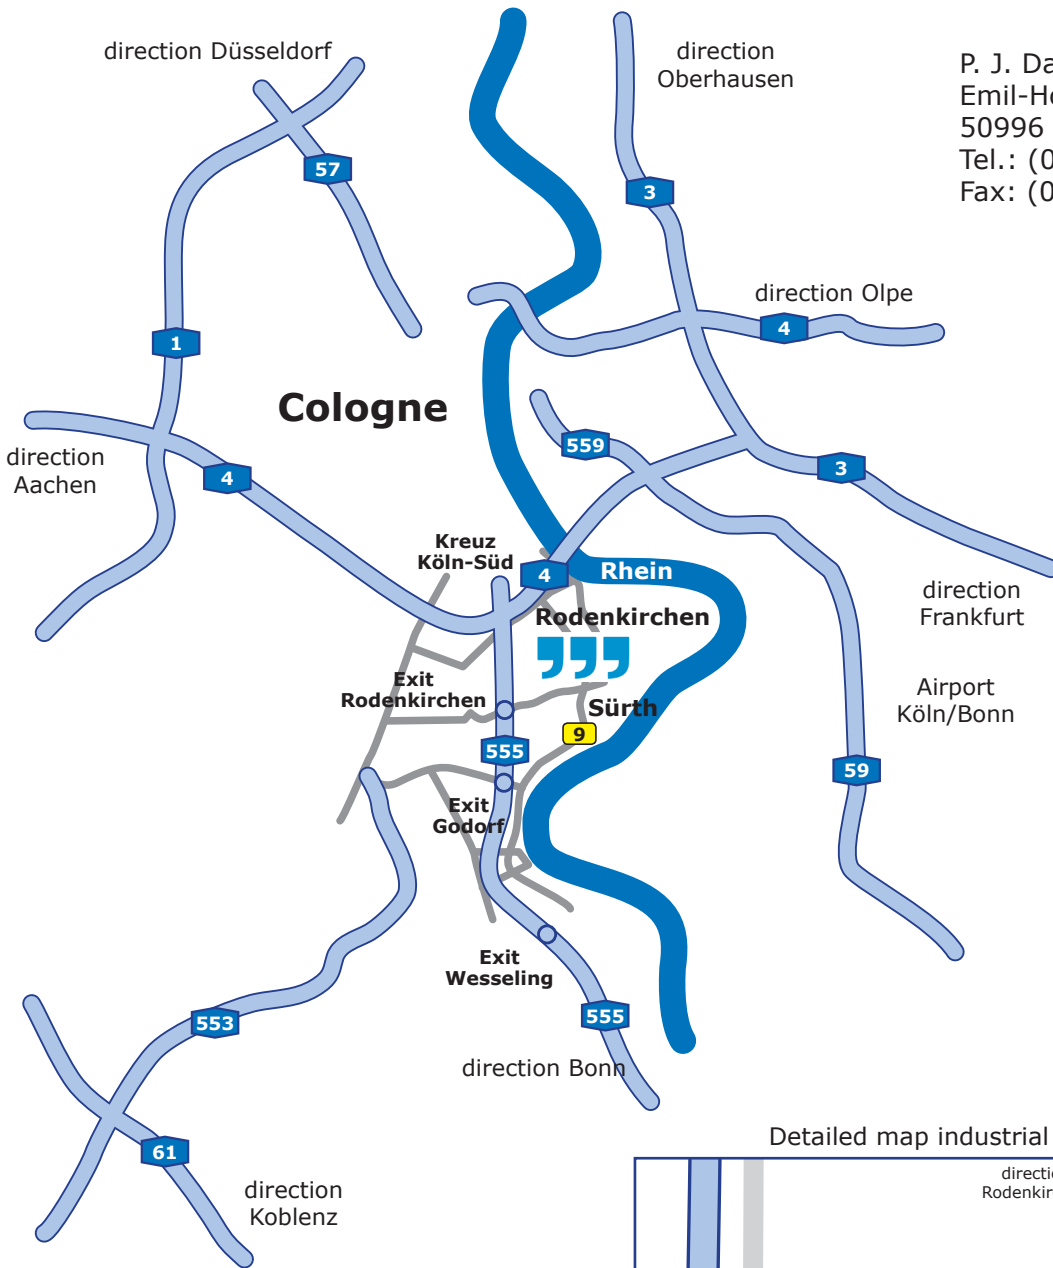 direction Düsseldorf
direction
Oberhausen
P. J. Da
Emil-Ho
50996
Tel.: (0
Fax: (0
57
3
direction Olpe
4
1
Cologne
559
direction
Aachen
4
3
Kreuz
Köln-Süd
4
Rhein
direction
Frankfurt
Rodenkirchen
Exit
Rodenkirchen
Sürth
Airport
Köln/Bonn
9
555
59
Exit
Godorf
Exit
Wesseling
553
555
direction Bonn
61
direction
Koblenz
Detailed map industrial
directio
Rodenkir